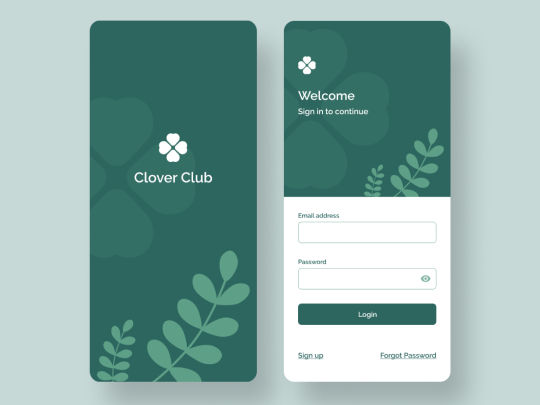 Clover Club
Welcome
Sign in to continue
Email address
Password
Login
Sign up
Forgot Password